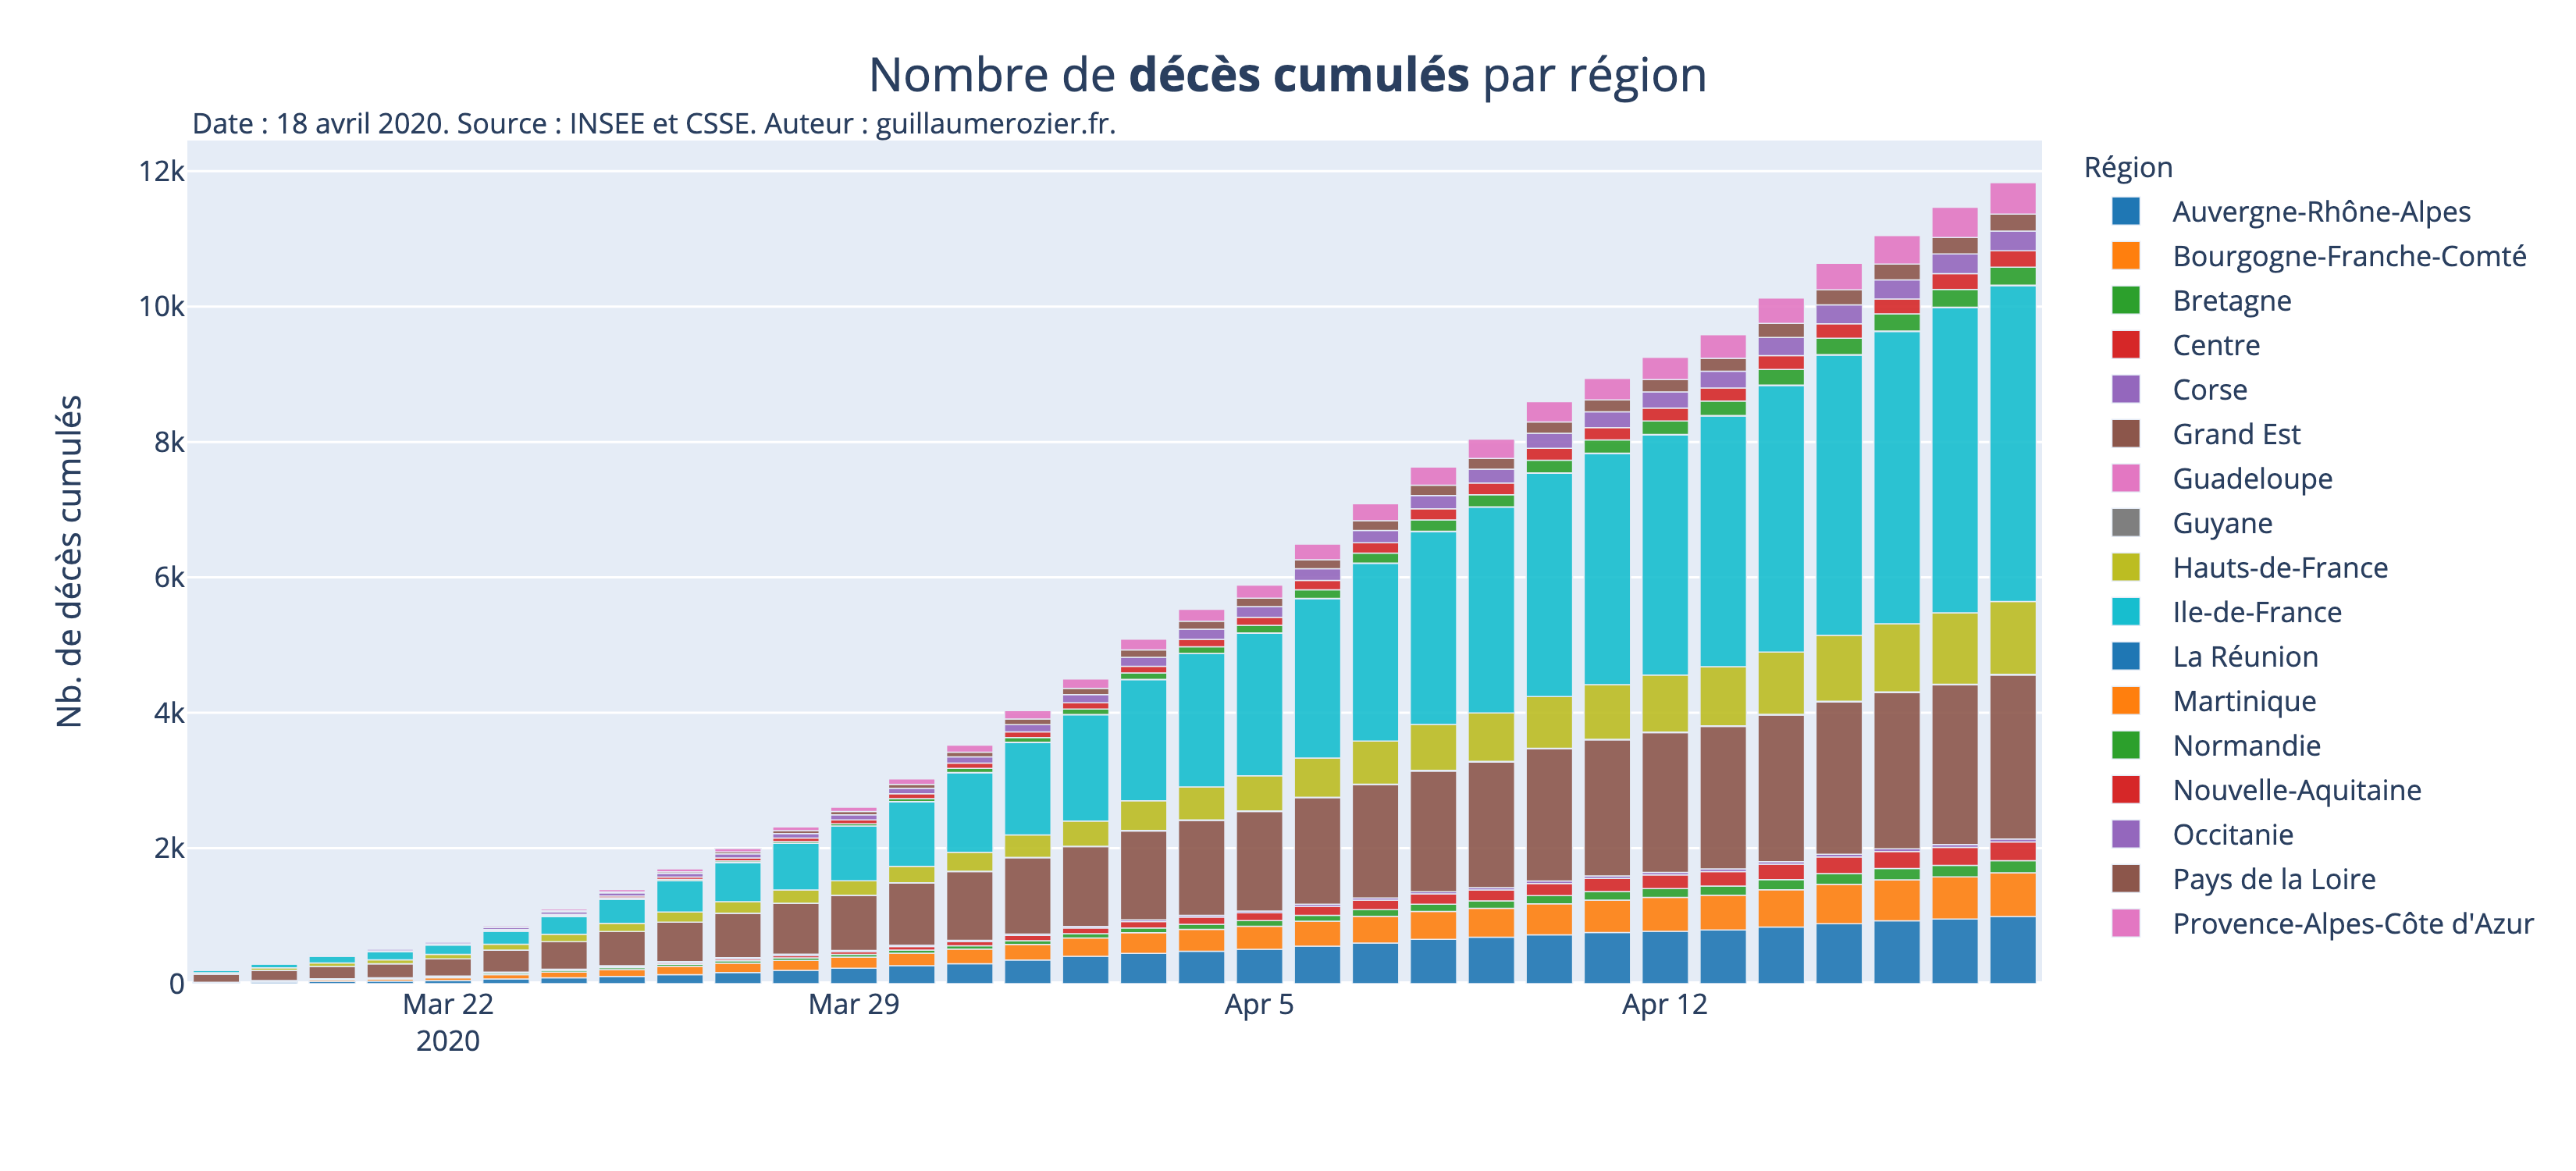 Nombre de décès cumulés par région
Date : 18 avril 2020. Source : INSEE et CSSE. Auteur : guillaumerozier.fr.
Nb. de décès cumulés
12k
10k
8k
6k
4k
2k
0
Mar 22
2020
Mar 29
Apr 5
Apr 12
Région
Auvergne-Rhône-Alpes
Bourgogne-Franche-Comté
Bretagne
Centre
Corse
Grand Est
Guadeloupe
Guyane
Hauts-de-France
Ile-de-France
La Réunion
Martinique
Normandie
Nouvelle-Aquitaine
Occitanie
Pays de la Loire
Provence-Alpes-Côte d'Azur